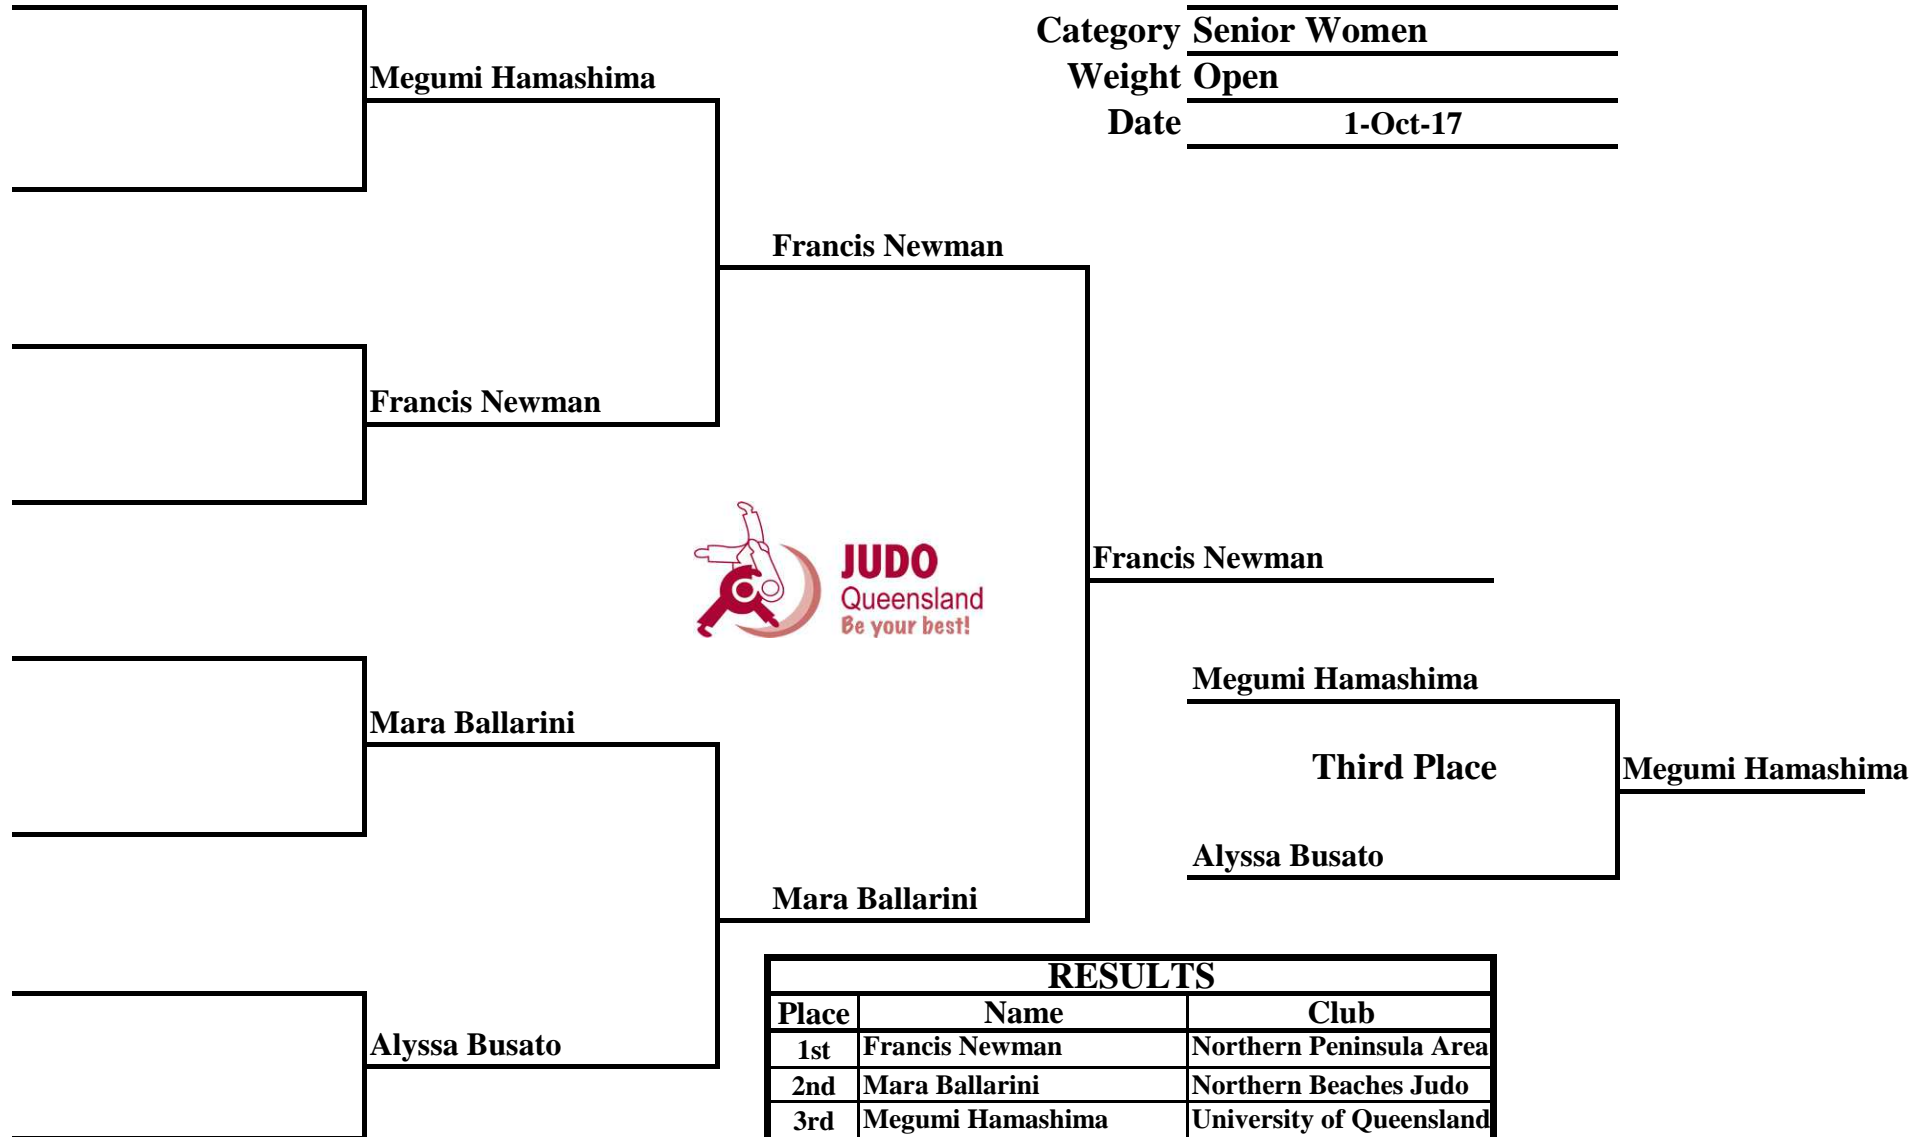 Category Senior Women
Megumi Hamashima
Weight Open
Date 1-Oct-17
Francis Newman
Francis Newman
JUDO
Queensland
Be your best!
Francis Newman
Megumi Hamashima
Mara Ballarini
Third Place
Megumi Hamashima
Alyssa Busato
Mara Ballarini
Alyssa Busato
RESULTS
Place Name Club
1st Francis Newman Northern Peninsula Area
2nd Mara Ballarini Northern Beaches Judo
3rd Megumi Hamashima University of Queensland